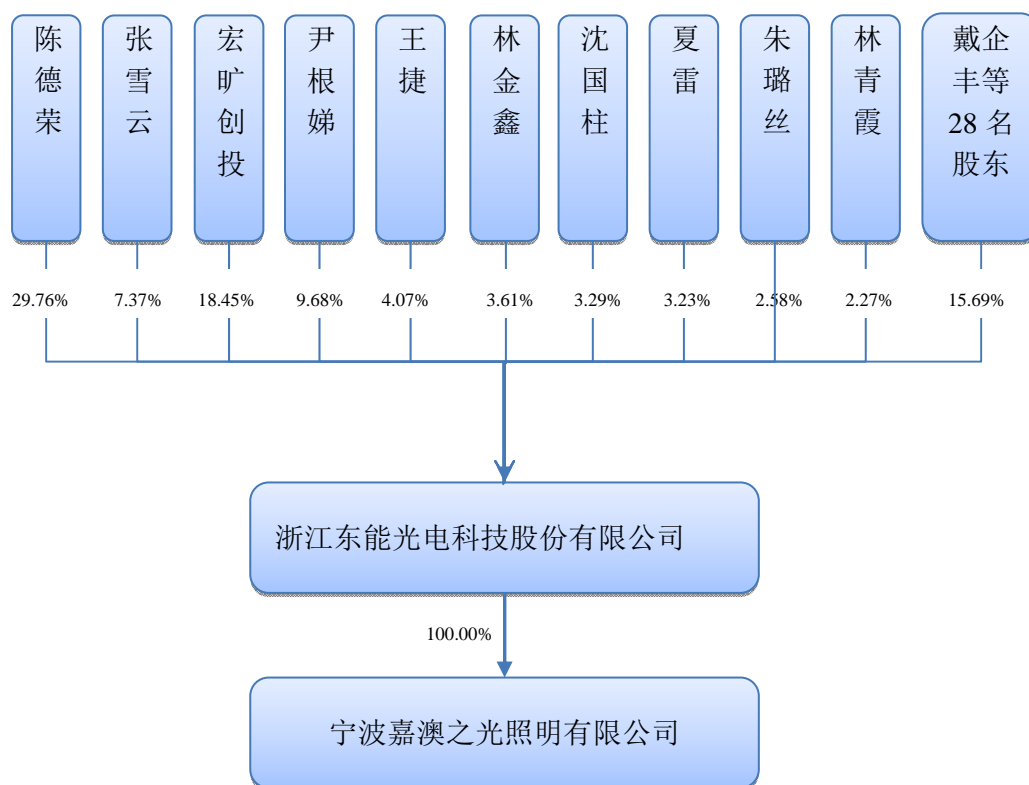 陈德荣
张雪云
宏旷创投
尹根娣
王捷
林金鑫
沈国柱
夏雷
朱璐丝
林青霞
戴企
丰等
28 名
股东
29.76%
7.37%
18.45%
9.68%
4.07%
3.61%
3.29%
3.23%
2.58%
2.27%
15.69%
浙江东能光电科技股份有限公司
100.00%
宁波嘉澳之光照明有限公司